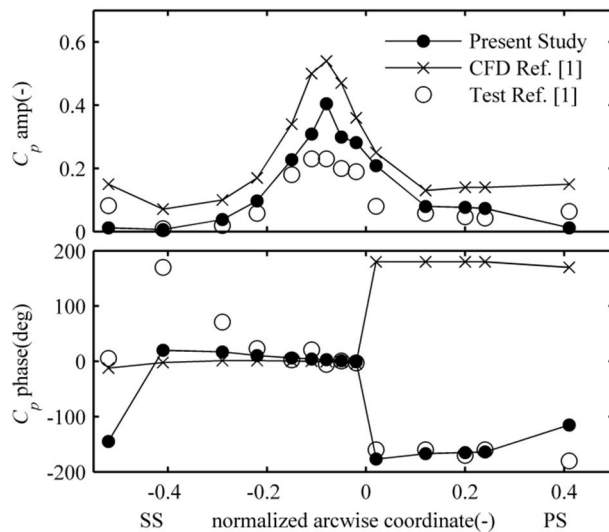 0.6
Present Study
CFD Ref. [1]
Test Ref. [1]
0.4
0.2
0
C_p amp(-)
200
100
0
-100
-200
C_p phase(deg)
-0.4 -0.2 0 0.2 0.4
SS normalized arcwise coordinate(-) PS